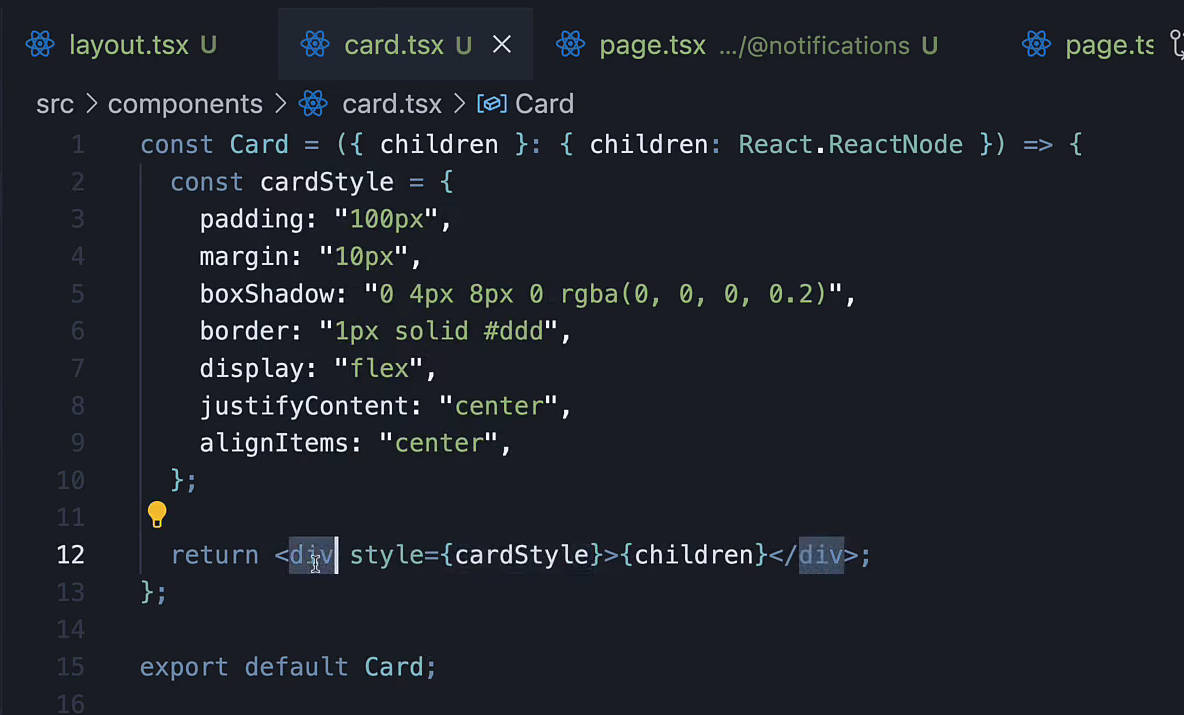 layout.tsx U card.tsx U page.tsx .../@notifications U page.ts
src > components > card.tsx > Card
1 const Card = ({ children }: { children: React.ReactNode }) => {
2 const cardStyle = {
3 padding: "100px",
4 margin: "10px",
5 boxShadow: "0 4px 8px 0 rgba(0, 0, 0, 0.2)",
6 border: "1px solid #ddd",
7 display: "flex",
8 justifyContent: "center",
9 alignItems: "center",
10 };
11
12 return <div style={cardStyle}>{children}</div>;
13 };
14
15 export default Card;
16